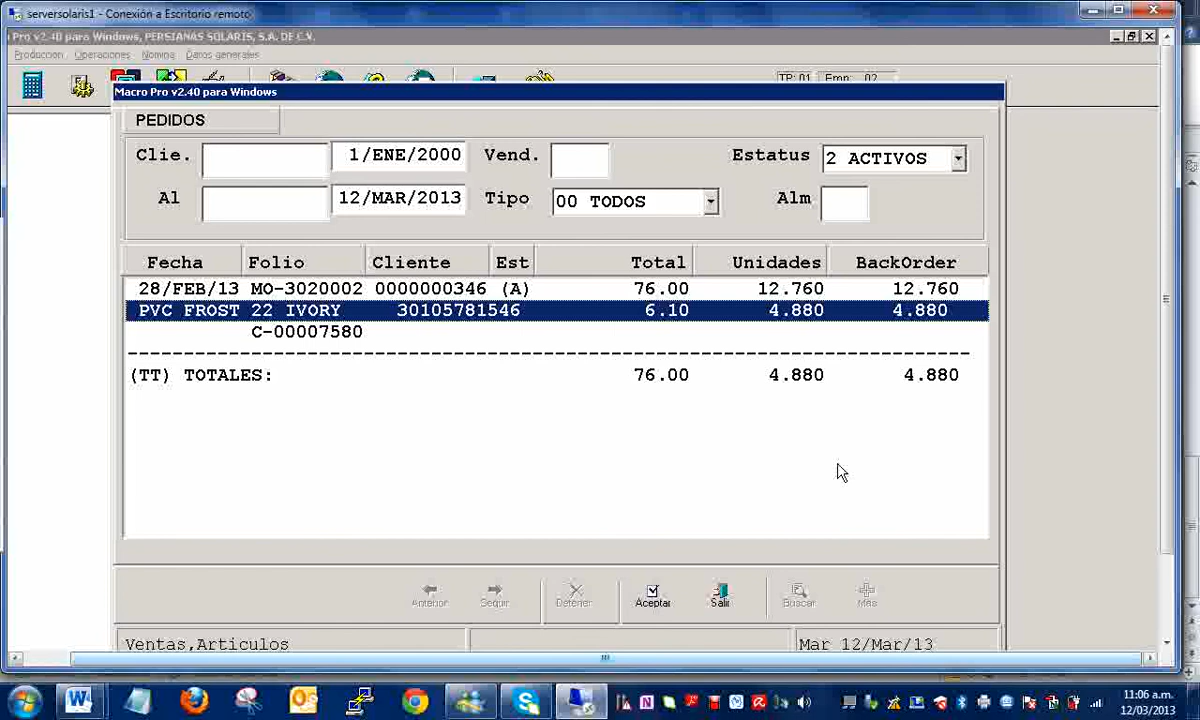 serversolaris1 - Conexión a Escritorio remoto
Pro v2.40 para Windows, PERSIANAS SOLARIS, S.A. DE C.V.
Produccion Operaciones Nomina Datos generales
TP: 01 Emp: 02
Macro Pro v2.40 para Windows
PEDIDOS
Clie. 1/ENE/2000 Vend. Estatus 2 ACTIVOS
Al 12/MAR/2013 Tipo 00 TODOS Alm
Fecha Folio Cliente Est Total Unidades BackOrder
28/FEB/13 MO-3020002 0000000346 (A) 76.00 12.760 12.760
PVC FROST 22 IVORY 30105781546 6.10 4.880 4.880
C-00007580
(TT) TOTALES: 76.00 4.880 4.880
Anterior Seguir Detener Aceptar Salir Buscar Mas
Ventas,Articulos Mar 12/Mar/13
11:06 a.m.
12/03/2013